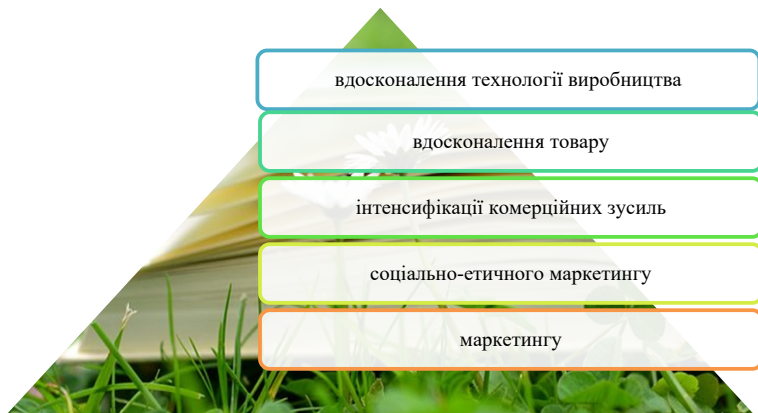 вдосконалення технології виробництва
вдосконалення товару
інтенсифікації комерційних зусиль
соціально-етичного маркетингу
маркетингу